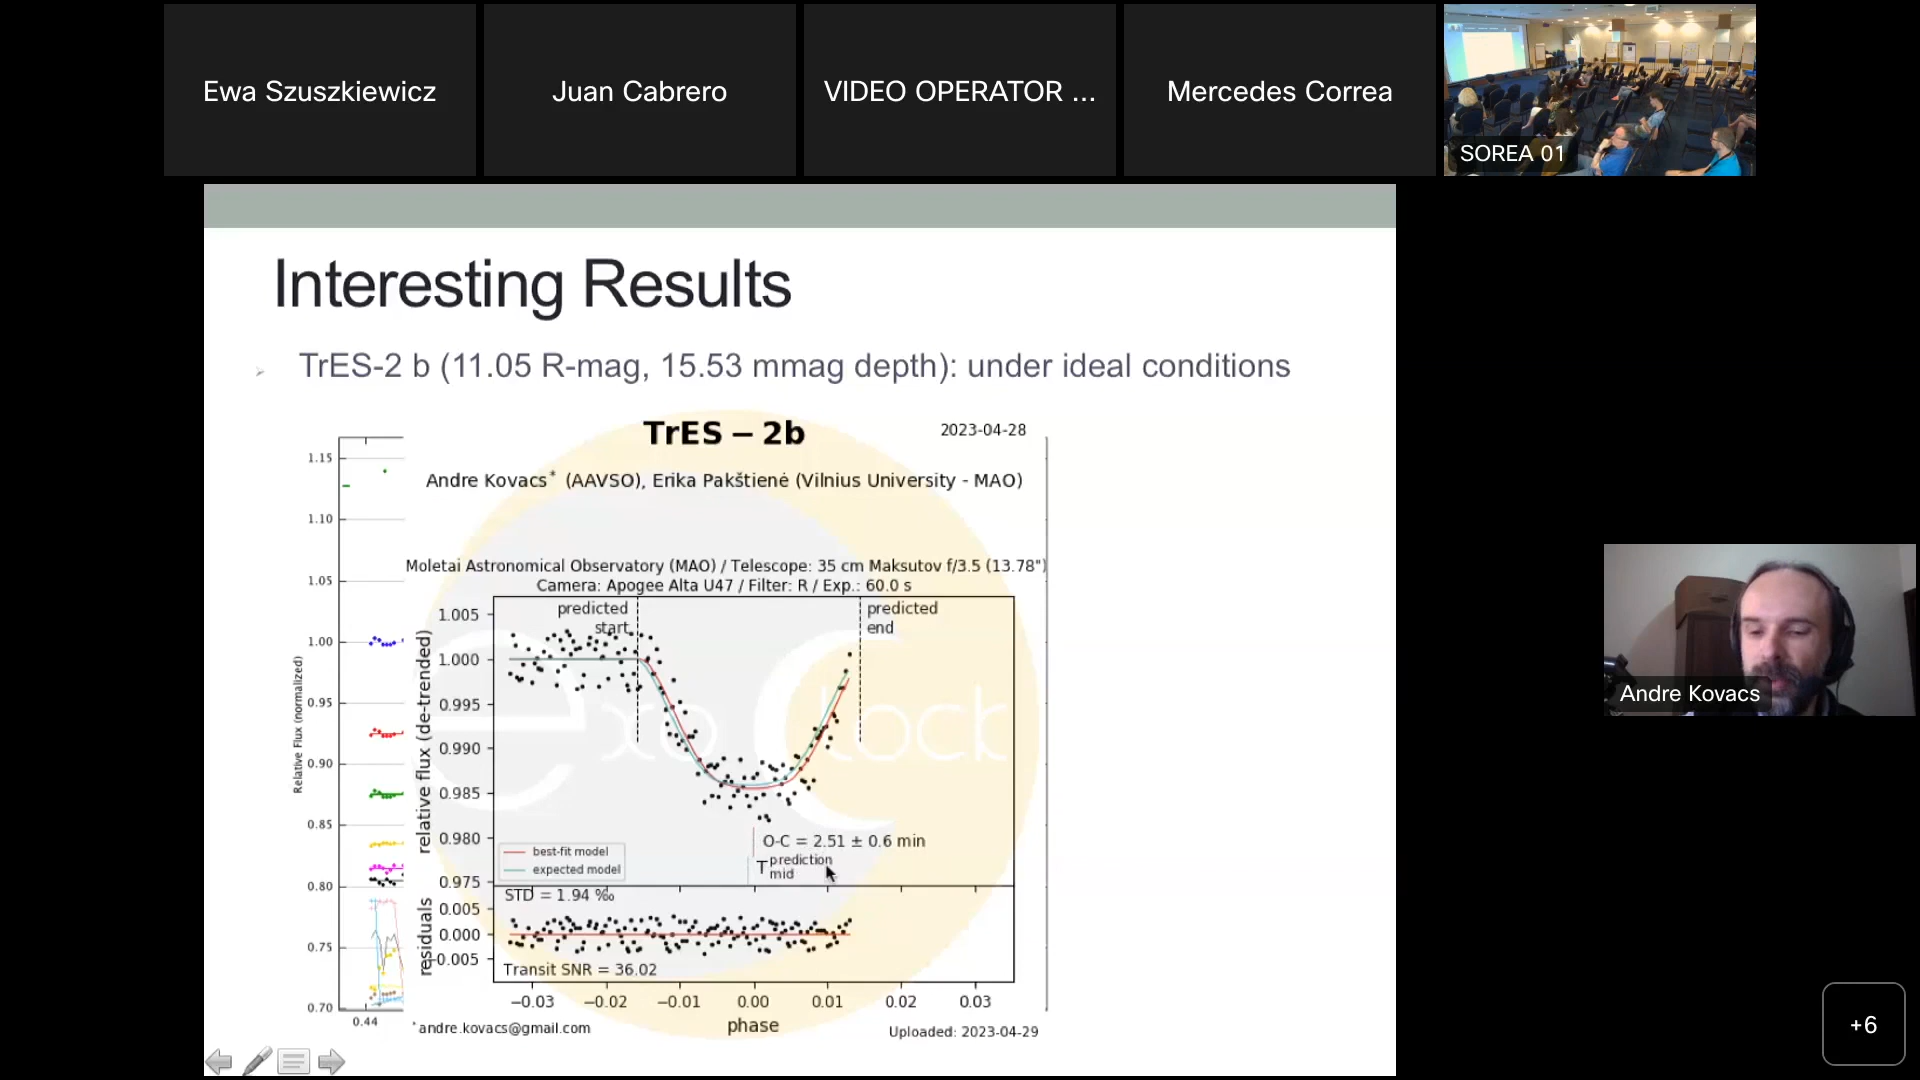 Ewa Szuszkiewicz
Juan Cabrero
VIDEO OPERATOR ...
Mercedes Correa
SOREA 01
Interesting Results
TrES-2 b (11.05 R-mag, 15.53 mmag depth): under ideal conditions
TrES – 2b
2023-04-28
Andre Kovacs* (AAVSO), Erika Pakštienė (Vilnius University - MAO)
Moletai Astronomical Observatory (MAO) / Telescope: 35 cm Maksutov f/3.5 (13.78")
Camera: Apogee Alta U47 / Filter: R / Exp.: 60.0 s
predicted
start
predicted
end
1.005
1.000
0.995
0.990
0.985
0.980
0.975
relative flux (de-trended)
exo Clock
O-C = 2.51 ± 0.6 min
T prediction
mid
best-fit model
expected model
STD = 1.94 ‰
0.005
0.000
−0.005
residuals
Transit SNR = 36.02
−0.03
−0.02
−0.01
0.00
0.01
0.02
0.03
phase
*andre.kovacs@gmail.com
Uploaded: 2023-04-29
1.15
1.10
1.05
1.00
0.95
0.90
0.85
0.80
0.75
0.70
Relative Flux (normalized)
0.44
Andre Kovacs
+6